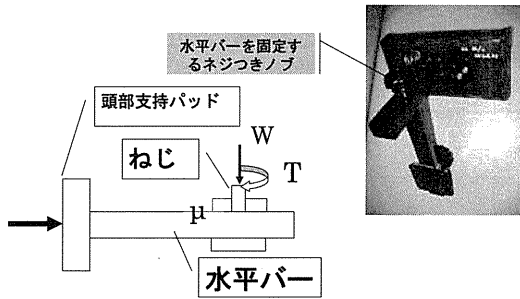 水平バーを固定す
るネジつきノブ
頭部支持パッド
W
ねじ
T
μ
水平バー